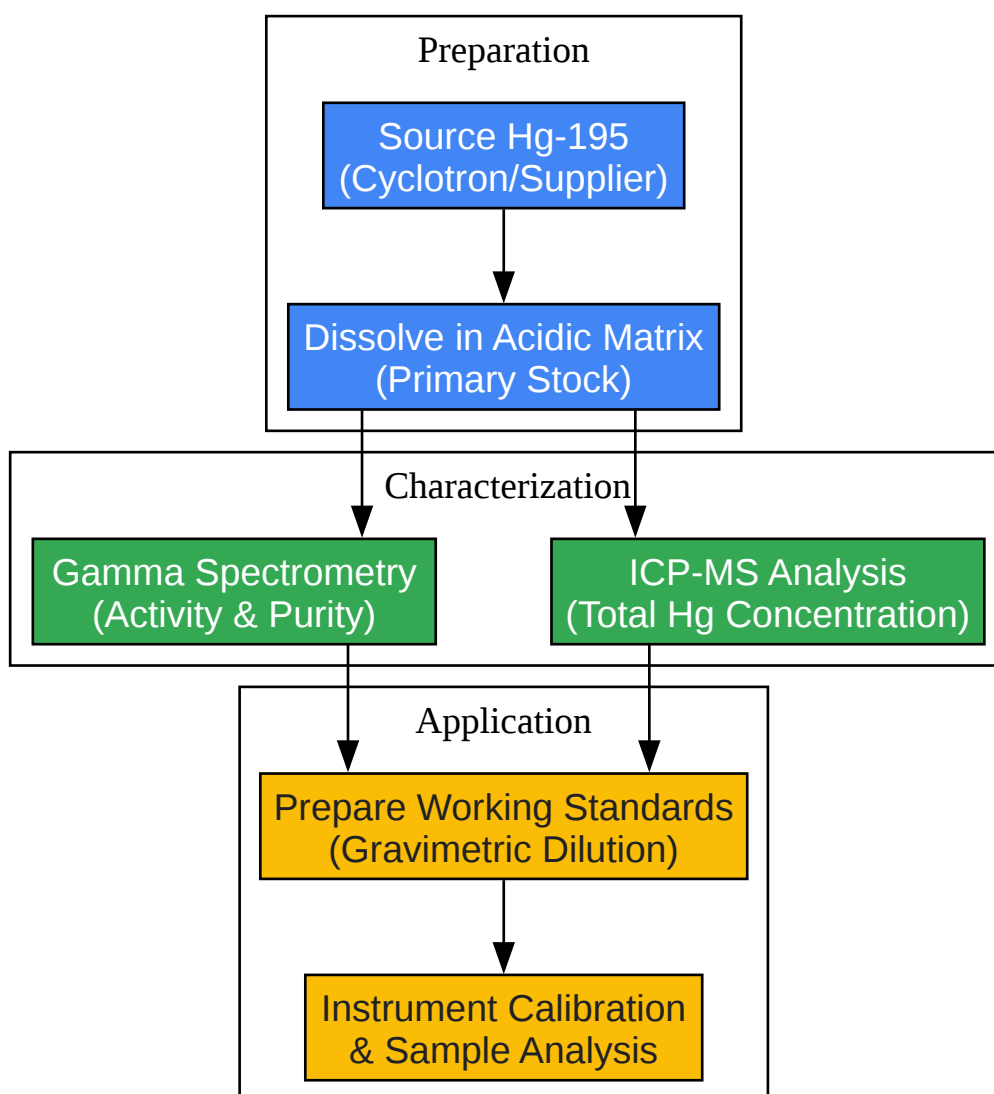 Preparation
Source Hg-195
(Cyclotron/Supplier)
Dissolve in Acidic Matrix
(Primary Stock)
Characterization
Gamma Spectrometry
(Activity & Purity)
ICP-MS Analysis
(Total Hg Concentration)
Application
Prepare Working Standards
(Gravimetric Dilution)
Instrument Calibration
& Sample Analysis